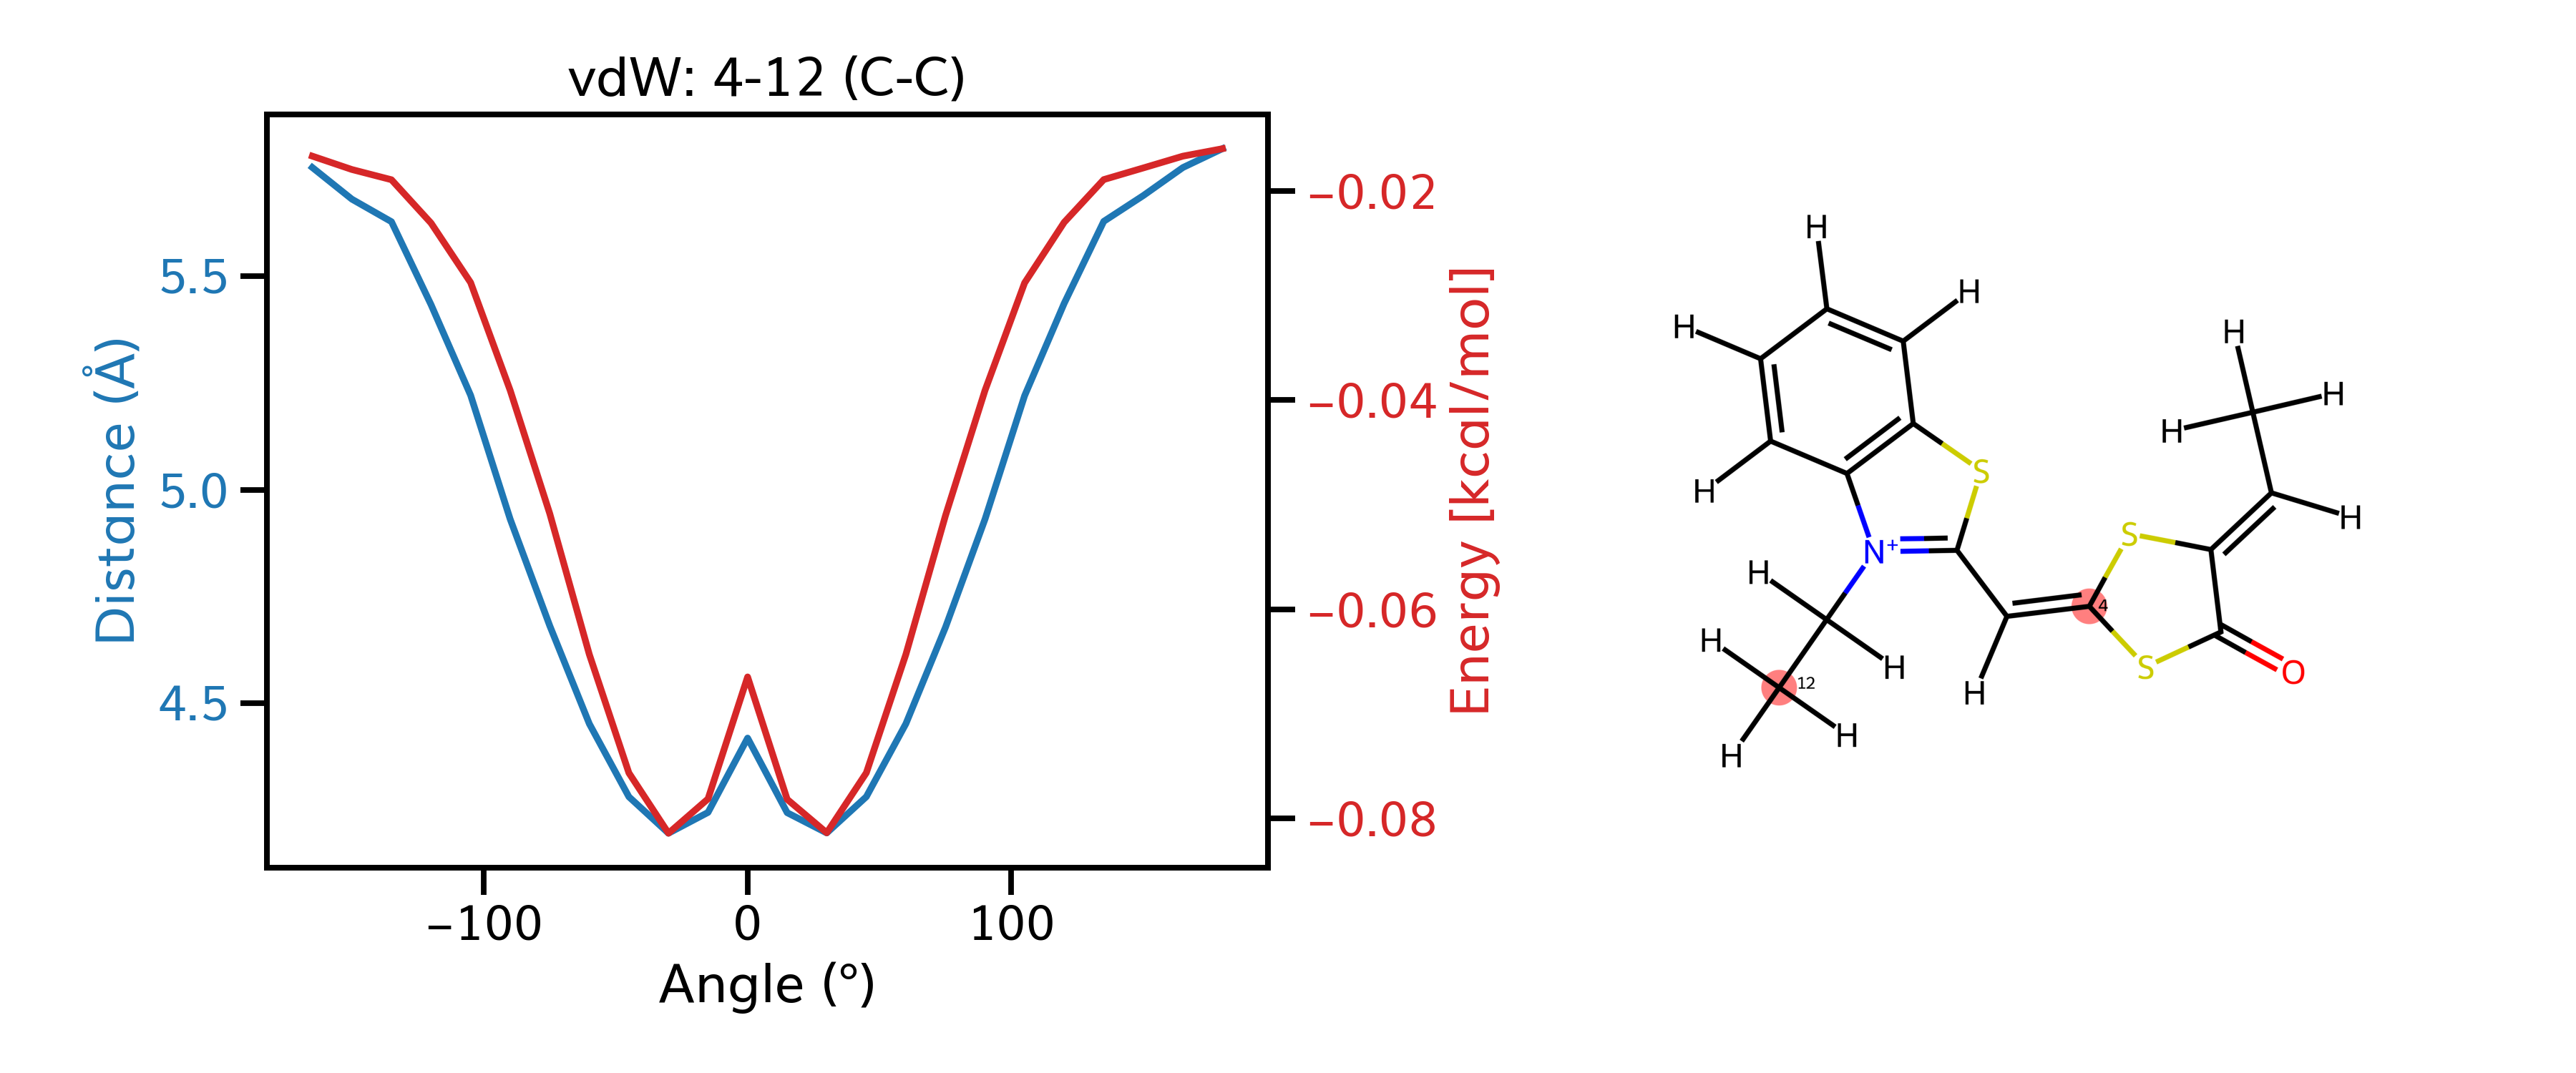 vdW: 4-12 (C-C)
Distance (Å)
5.5
5.0
4.5
−0.02
−0.04
−0.06
−0.08
Energy [kcal/mol]
−100 0 100
Angle (°)
H
H
H
H
H
H
S
H
H
S
N⁺
H
4
H
H
S
O
12
H
H
H